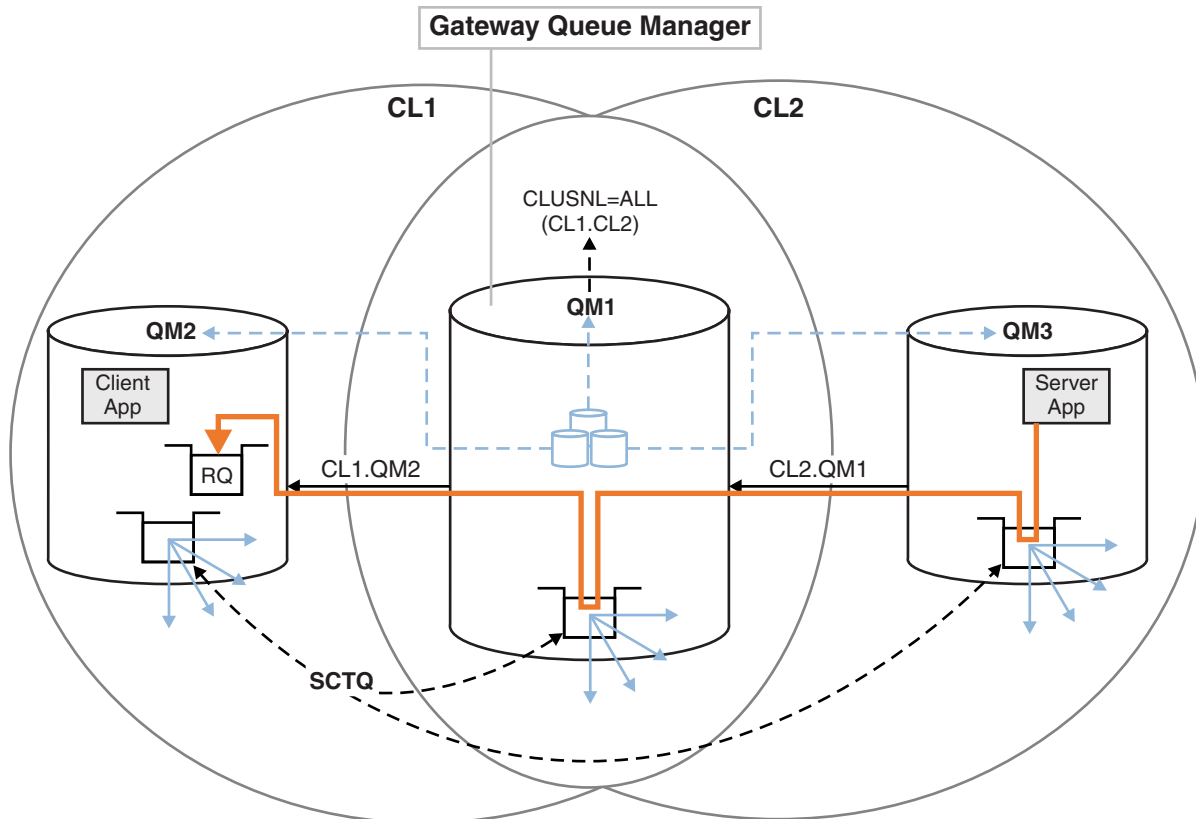 Gateway Queue Manager
CL1
CL2
CLUSNL=ALL
(CL1.CL2)
QM2
QM1
QM3
Client
App
Server
App
RQ
CL1.QM2
CL2.QM1
SCTQ